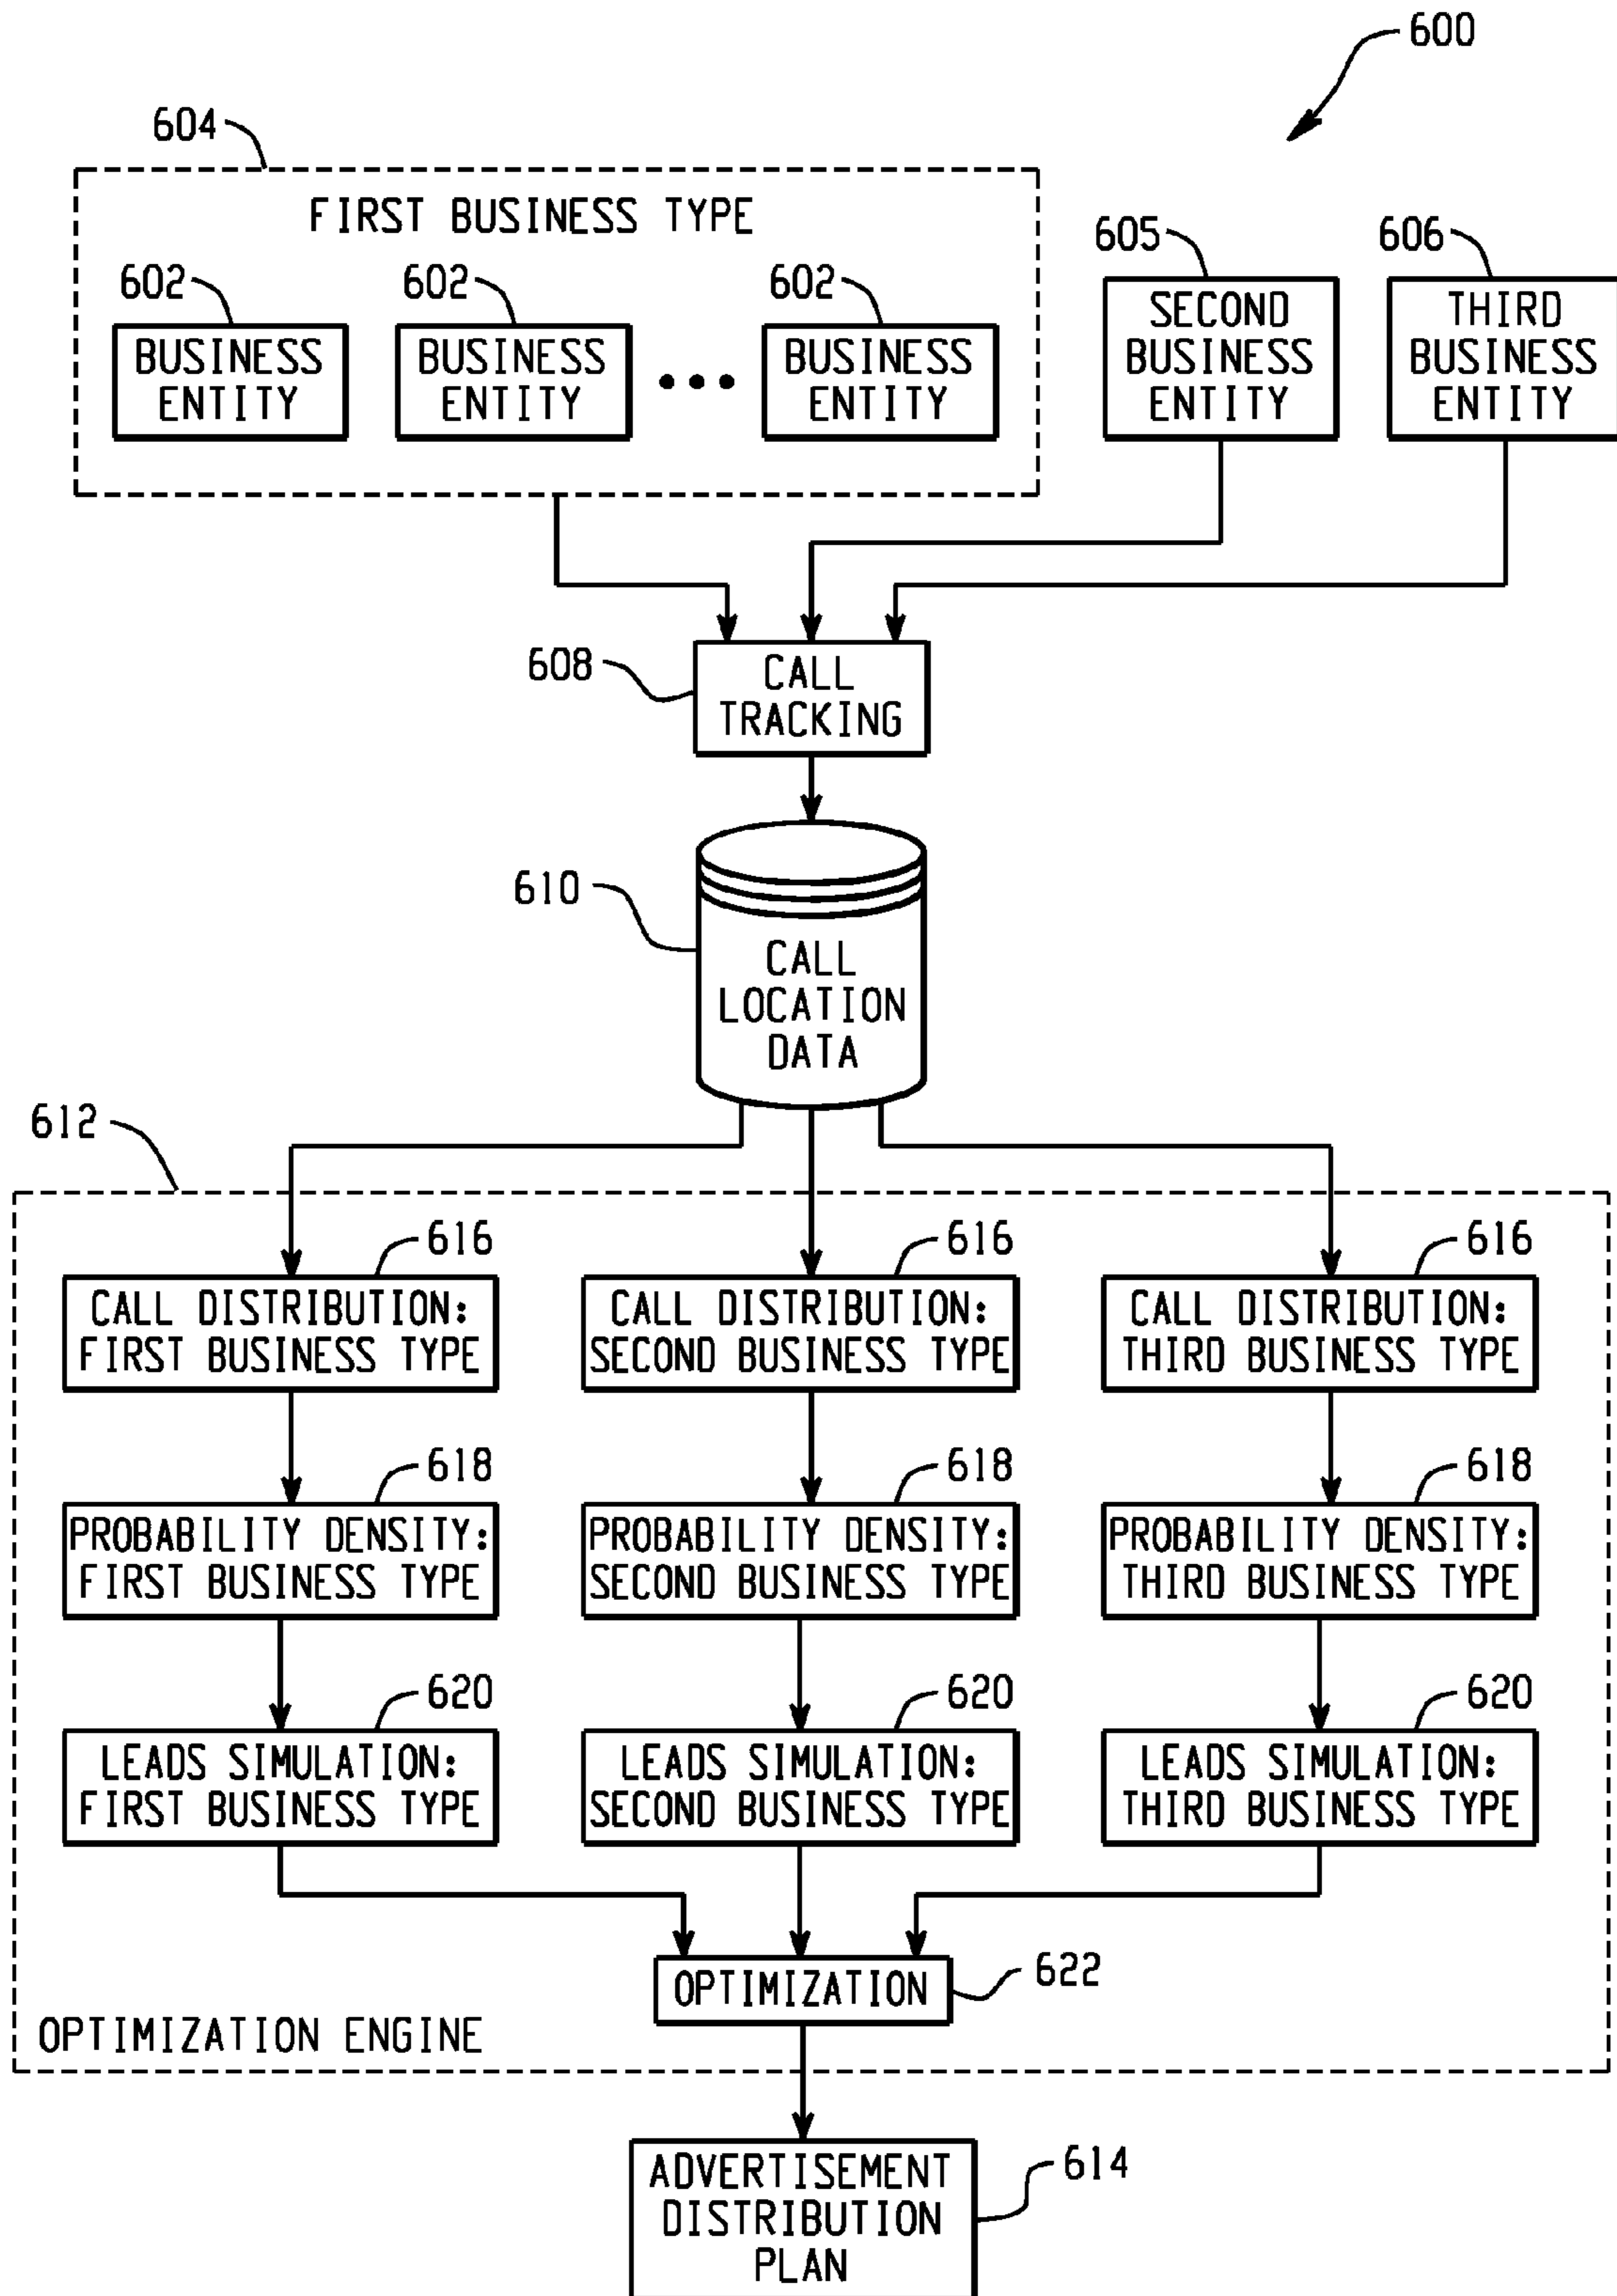 600
604
FIRST BUSINESS TYPE
605
606
602
602
602
BUSINESS
ENTITY
BUSINESS
ENTITY
BUSINESS
ENTITY
SECOND
BUSINESS
ENTITY
THIRD
BUSINESS
ENTITY
608
CALL
TRACKING
610
CALL
LOCATION
DATA
612
616
CALL DISTRIBUTION:
FIRST BUSINESS TYPE
616
CALL DISTRIBUTION:
SECOND BUSINESS TYPE
616
CALL DISTRIBUTION:
THIRD BUSINESS TYPE
618
PROBABILITY DENSITY:
FIRST BUSINESS TYPE
618
PROBABILITY DENSITY:
SECOND BUSINESS TYPE
618
PROBABILITY DENSITY:
THIRD BUSINESS TYPE
620
LEADS SIMULATION:
FIRST BUSINESS TYPE
620
LEADS SIMULATION:
SECOND BUSINESS TYPE
620
LEADS SIMULATION:
THIRD BUSINESS TYPE
OPTIMIZATION
622
OPTIMIZATION ENGINE
ADVERTISEMENT
DISTRIBUTION
PLAN
614